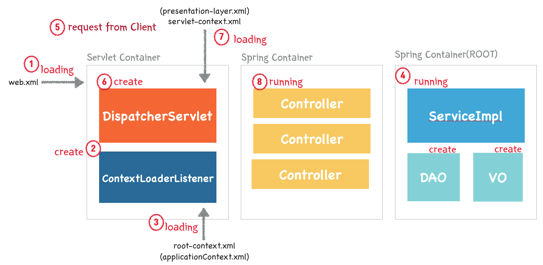 (presentation-layer.xml)
servlet-context.xml
5 request from Client
7 loading
Servlet Container
Spring Container
Spring Container(ROOT)
1 loading
web.xml
6 create
DispatcherServlet
8 running
Controller
Controller
Controller
4 running
ServiceImpl
create 2
ContextLoaderListener
create
DAO
create
VO
3 loading
root-context.xml
(applicationContext.xml)